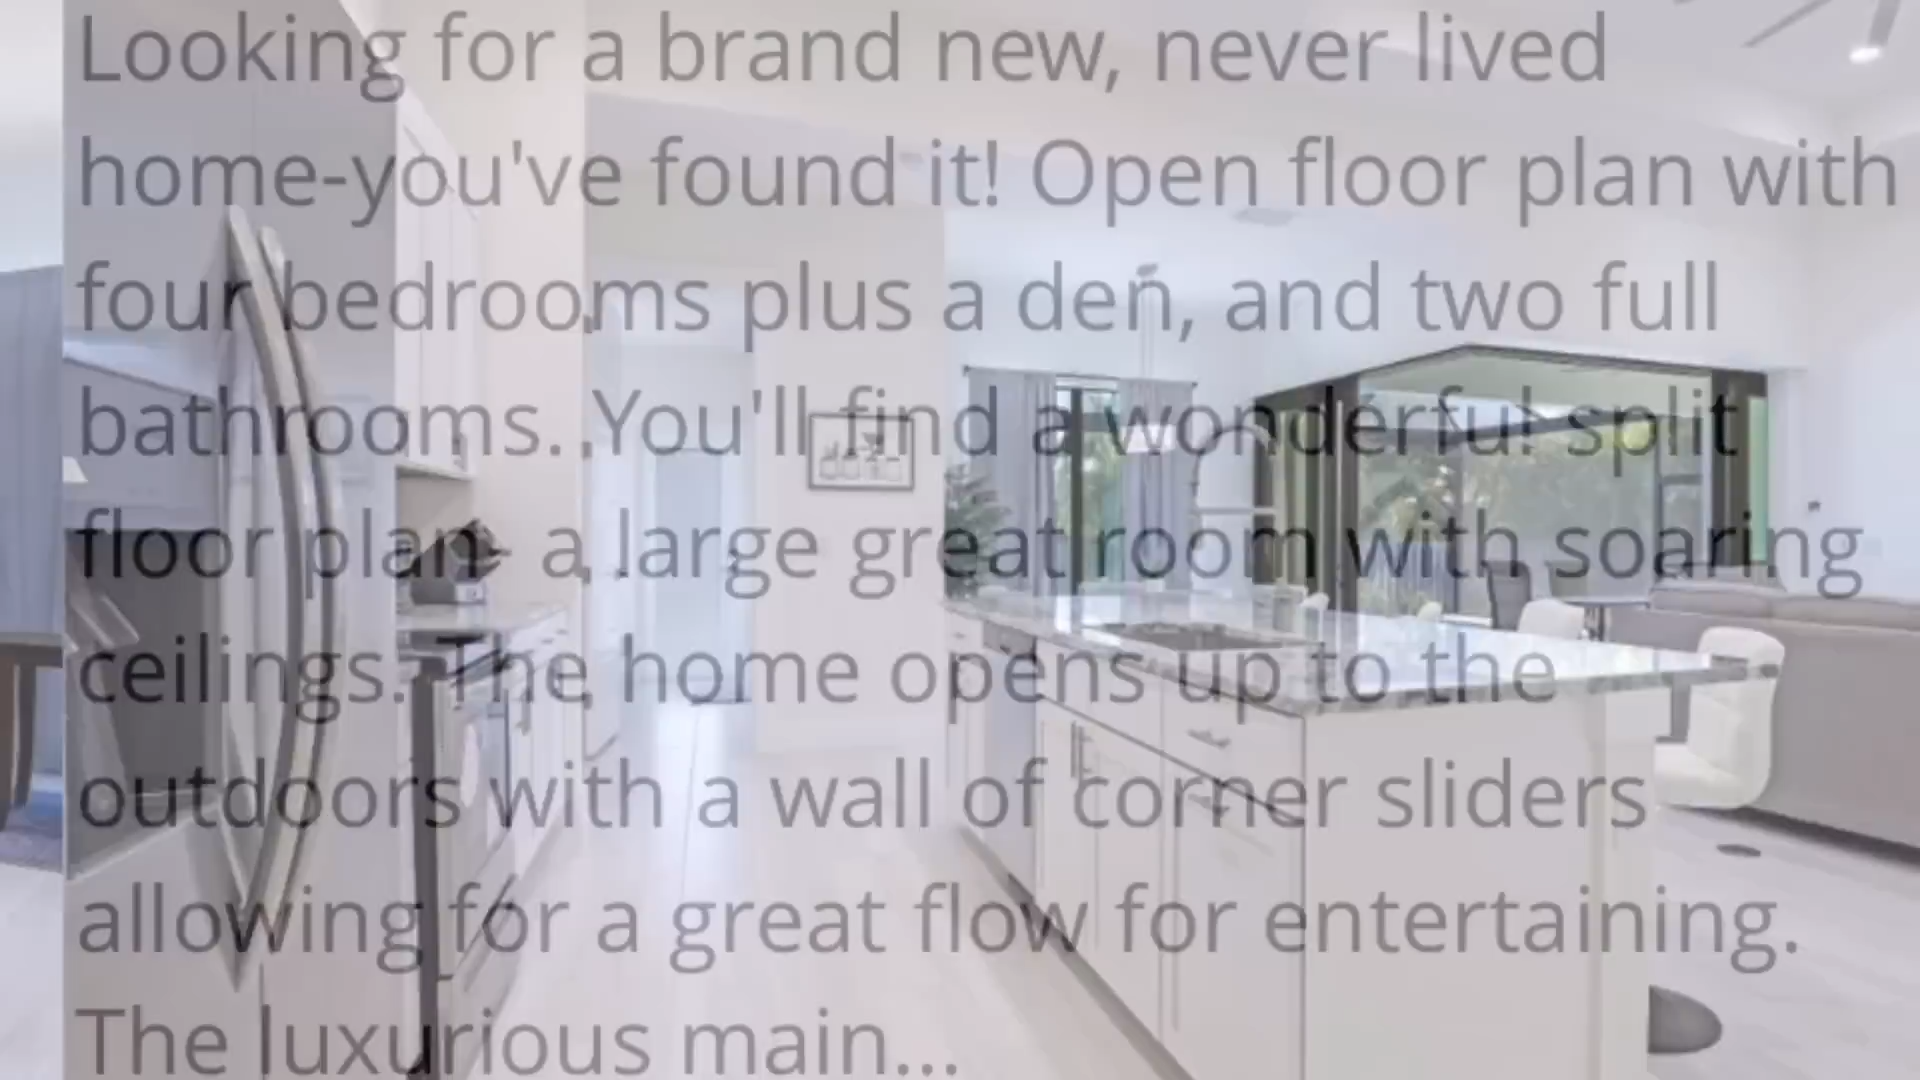 Looking for a brand new, never lived
home-you've found it! Open floor plan with
four bedrooms plus a den, and two full
bathrooms. You'll find a wonderful split
floor plan- a large great room with soaring
ceilings. The home opens up to the
outdoors with a wall of corner sliders
allowing for a great flow for entertaining.
The luxurious main...